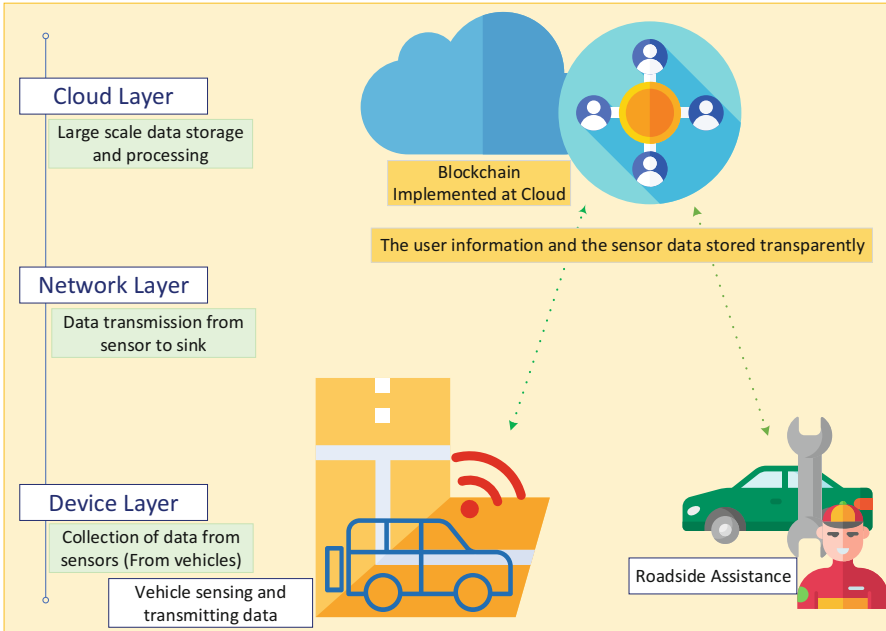 Cloud Layer
Large scale data storage
and processing
Blockchain
Implemented at Cloud
The user information and the sensor data stored transparently
Network Layer
Data transmission from
sensor to sink
Device Layer
Collection of data from
sensors (From vehicles)
Vehicle sensing and
transmitting data
Roadside Assistance